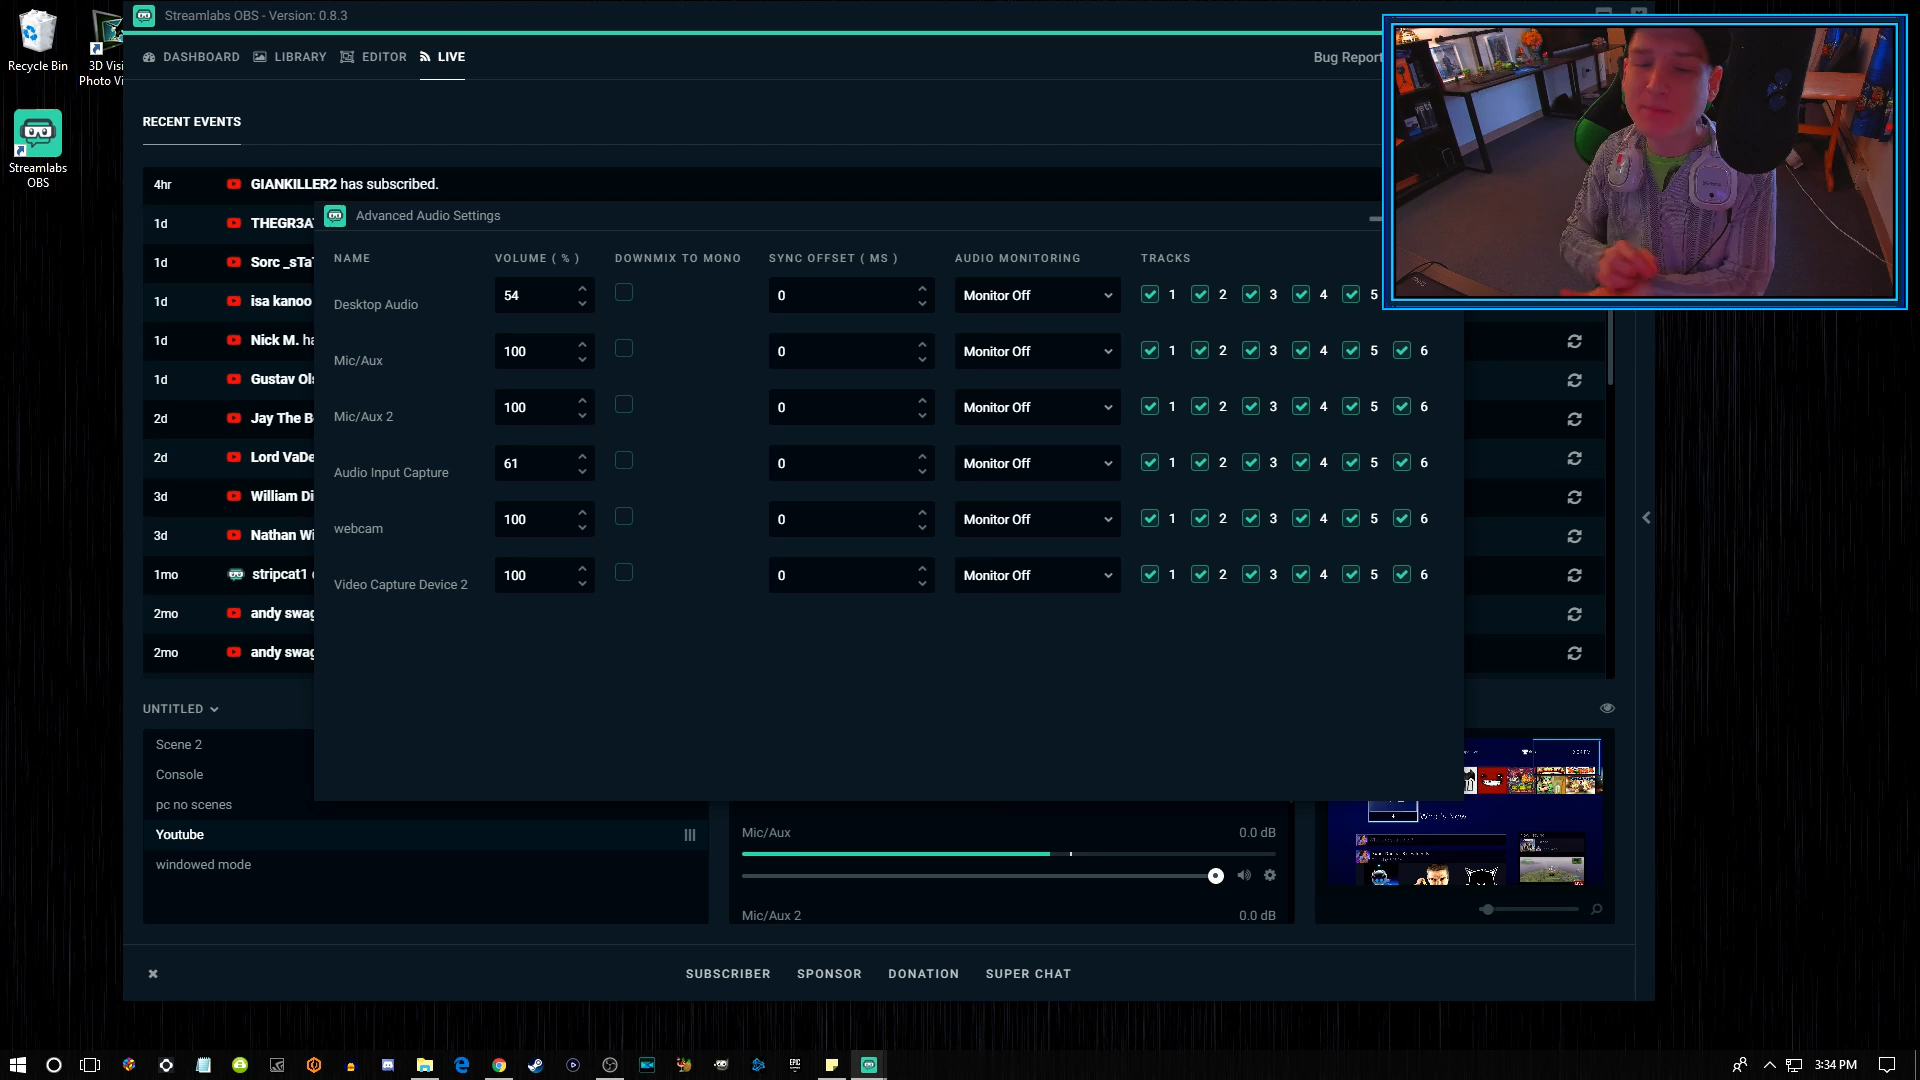 Streamlabs OBS - Version: 0.8.3
Recycle Bin
3D Visi
Photo Vi
Streamlabs
OBS
DASHBOARD LIBRARY EDITOR LIVE
Bug Report
RECENT EVENTS
4hr GIANKILLER2 has subscribed.
1d THEGR3A
1d Sorc _sTa
1d isa kanoo
1d Nick M. ha
1d Gustav Ols
2d Jay The B
2d Lord VaDe
3d William Di
3d Nathan Wi
1mo stripcat1
2mo andy swag
2mo andy swag
Advanced Audio Settings
NAME VOLUME ( % ) DOWNMIX TO MONO SYNC OFFSET ( MS ) AUDIO MONITORING TRACKS
Desktop Audio 54 0 Monitor Off 1 2 3 4 5
Mic/Aux 100 0 Monitor Off 1 2 3 4 5 6
Mic/Aux 2 100 0 Monitor Off 1 2 3 4 5 6
Audio Input Capture 61 0 Monitor Off 1 2 3 4 5 6
webcam 100 0 Monitor Off 1 2 3 4 5 6
Video Capture Device 2 100 0 Monitor Off 1 2 3 4 5 6
UNTITLED
Scene 2
Console
pc no scenes
Youtube
windowed mode
Mic/Aux 0.0 dB
Mic/Aux 2 0.0 dB
What's New
SUBSCRIBER SPONSOR DONATION SUPER CHAT
EPIC
3:34 PM